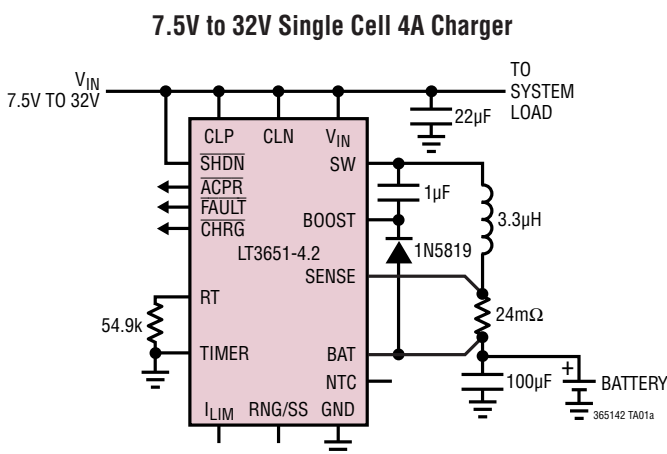 7.5V to 32V Single Cell 4A Charger
VIN
7.5V TO 32V
TO
SYSTEM
LOAD
22µF
CLP CLN VIN
SHDN
SW
ACPR
FAULT
CHRG
1µF
BOOST
3.3µH
LT3651-4.2
1N5819
SENSE
RT
54.9k
24mΩ
TIMER
BAT
NTC
100µF
+
BATTERY
ILIM RNG/SS GND
365142 TA01a